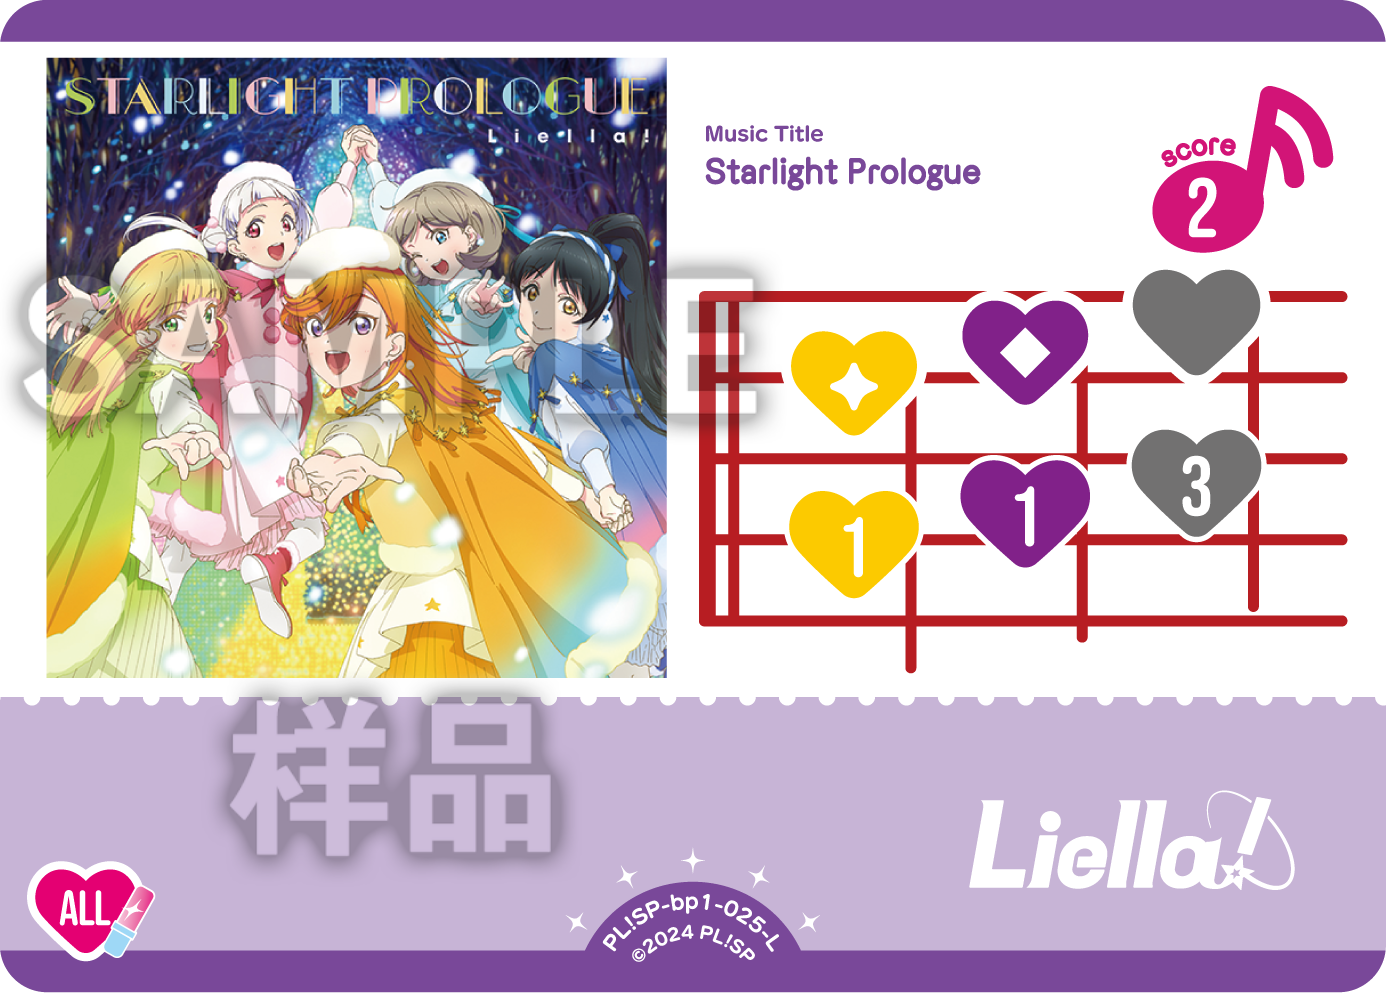 STARLIGHT PROLOGUE
Liella!
Music Title
Starlight Prologue
score
2
1
1
3
SAMPLE
样品
Liella!
ALL
PL!SP-bp1-025-L
©2024 PL!SP